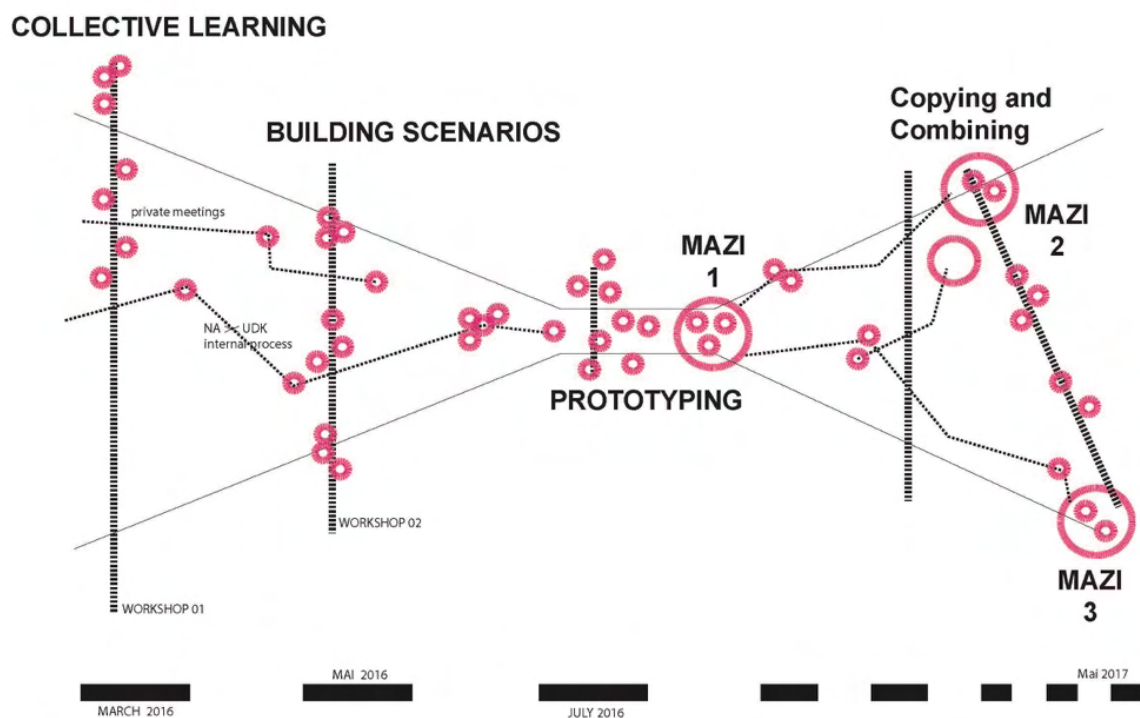 COLLECTIVE LEARNING
BUILDING SCENARIOS
Copying and
Combining
private meetings
MAZI
1
MAZI
2
NA >< UDK
internal process
PROTOTYPING
WORKSHOP 02
WORKSHOP 01
MAZI
3
MAI 2016
Mai 2017
MARCH 2016
JULY 2016